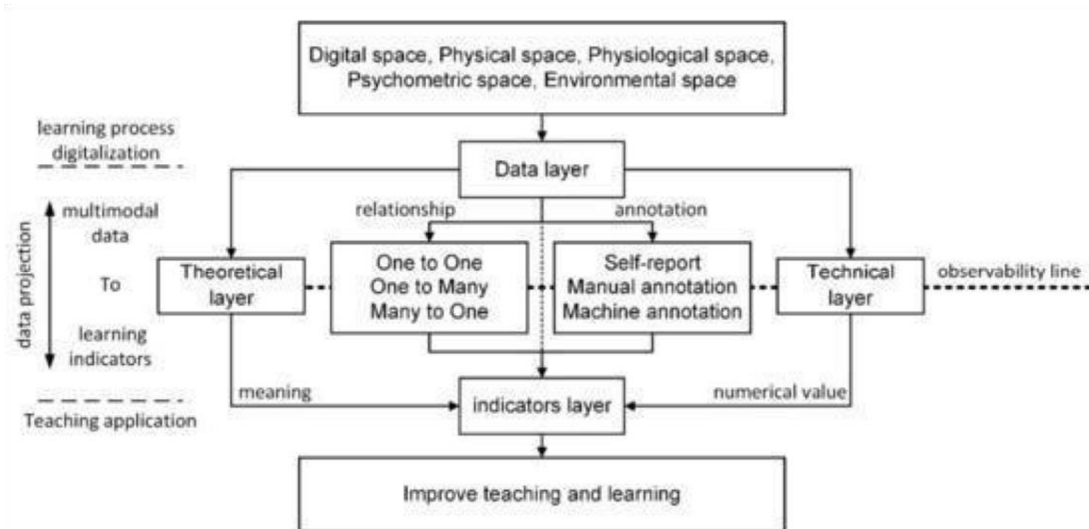 Digital space, Physical space, Physiological space,
Psychometric space, Environmental space
learning process
digitalization
Data layer
relationship
annotation
data projection
multimodal
data
To
learning
indicators
Theoretical
layer
One to One
One to Many
Many to One
Self-report
Manual annotation
Machine annotation
Technical
layer
observability line
meaning
indicators layer
numerical value
Teaching application
Improve teaching and learning